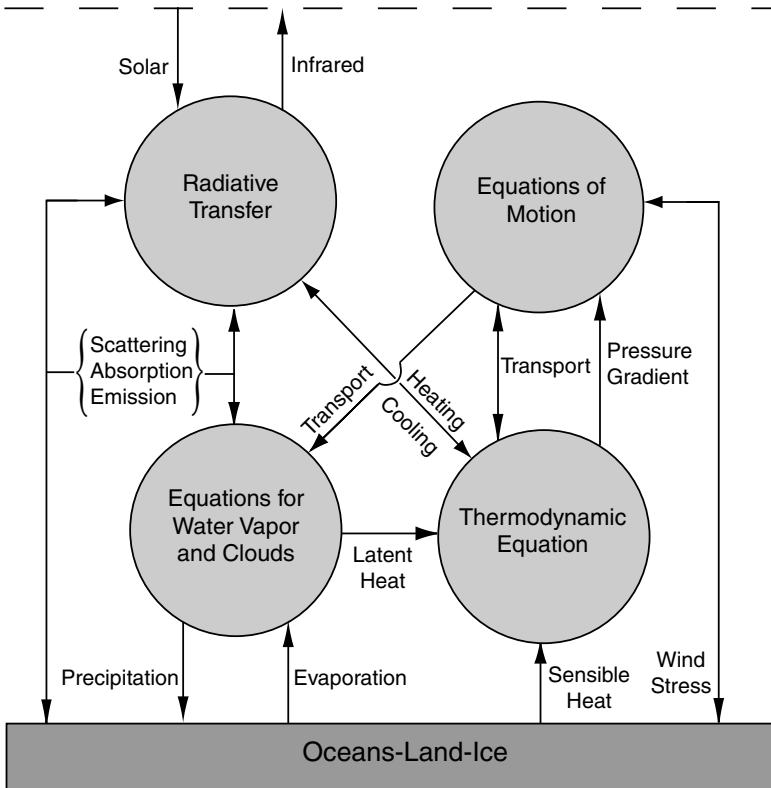 Solar
Infrared
Radiative
Transfer
Equations of
Motion
Scattering
Absorption
Emission
Transport
Heating
Cooling
Transport
Pressure
Gradient
Equations for
Water Vapor
and Clouds
Latent
Heat
Thermodynamic
Equation
Precipitation
Evaporation
Sensible
Heat
Wind
Stress
Oceans-Land-Ice